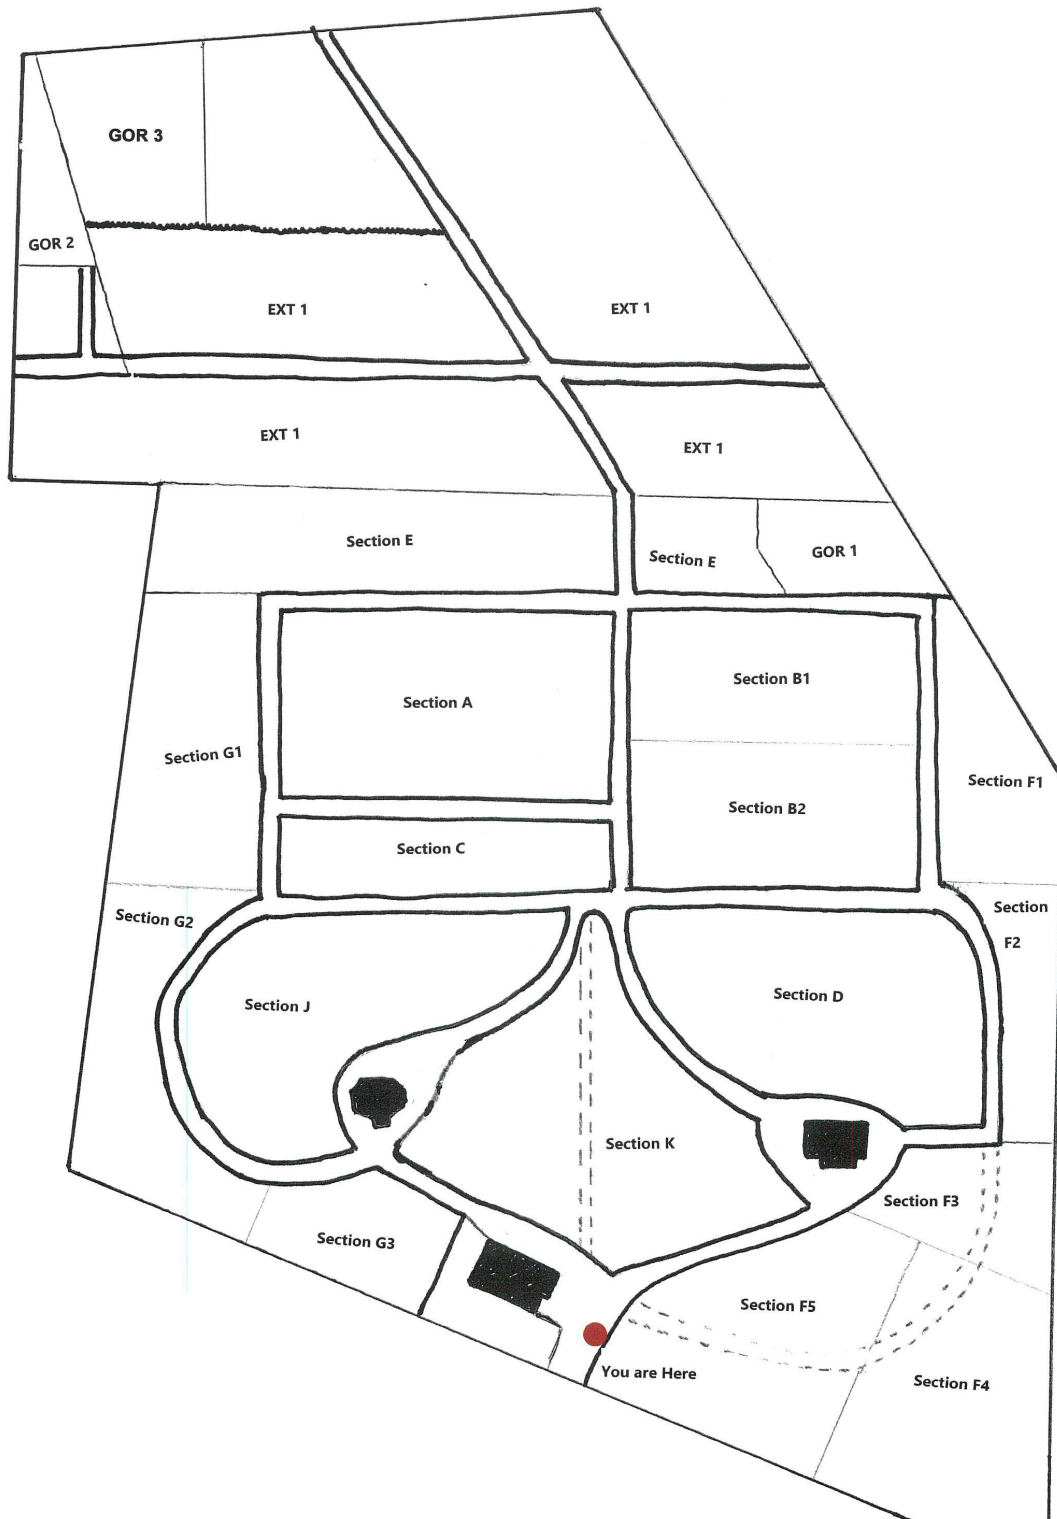 GOR 3
GOR 2
EXT 1
EXT 1
EXT 1
EXT 1
Section E
Section E
GOR 1
Section A
Section B1
Section G1
Section F1
Section B2
Section C
Section G2
Section
F2
Section J
Section D
Section K
Section F3
Section G3
Section F5
You are Here
Section F4